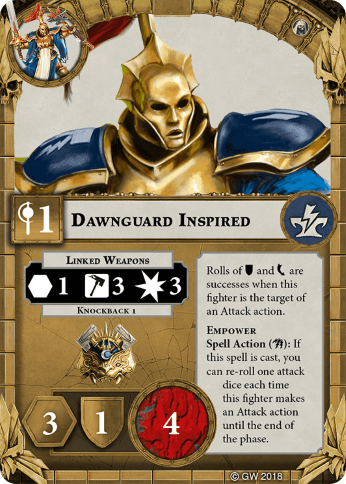 1 DAWNGUARD INSPIRED
LINKED WEAPONS
1 3 3
KNOCKBACK 1
Rolls of and are
successes when this
fighter is the target of
an Attack action.
EMPOWER
Spell Action ( ): If
this spell is cast, you
can re-roll one attack
dice each time
this fighter makes
an Attack action
until the end of
the phase.
3 1 4
© GW 2018